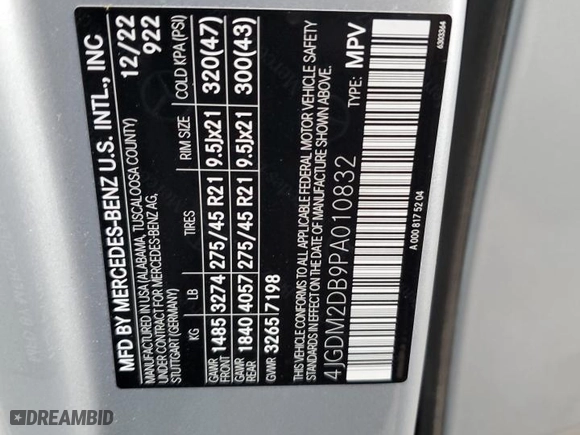 MFD BY MERCEDES-BENZ U.S. INTL., INC
MANUFACTURED IN USA (ALABAMA, TUSCALOOSA COUNTY)
UNDER CONTRACT FOR MERCEDES-BENZ AG,
STUTTGART (GERMANY)
12/22
922
KG LB TIRES RIM SIZE COLD KPA (PSI)
GAWR FRONT 1485 3274 275/45 R21 9.5Jx21 320(47)
GAWR REAR 1840 4057 275/45 R21 9.5Jx21 300(43)
GVWR 3265 7198
THIS VEHICLE CONFORMS TO ALL APPLICABLE FEDERAL MOTOR VEHICLE SAFETY
STANDARDS IN EFFECT ON THE DATE OF MANUFACTURE SHOWN ABOVE.
4JGDM2DB9PA010832 TYPE: MPV
A 000 817 52 04
6303364
DREAMBID